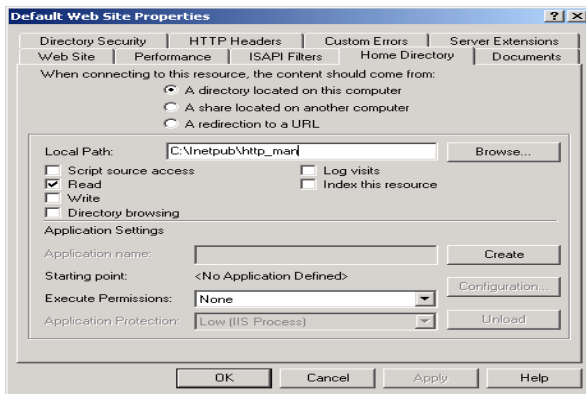 Default Web Site Properties
Directory Security HTTP Headers Custom Errors Server Extensions
Web Site Performance ISAPI Filters Home Directory Documents
When connecting to this resource, the content should come from:
A directory located on this computer
A share located on another computer
A redirection to a URL
Local Path: C:\Inetpub\http_man Browse...
Script source access Log visits
Read Index this resource
Write
Directory browsing
Application Settings
Application name: Create
Starting point: <No Application Defined>
Configuration...
Execute Permissions: None
Application Protection: Low (IIS Process) Unload
OK Cancel Apply Help